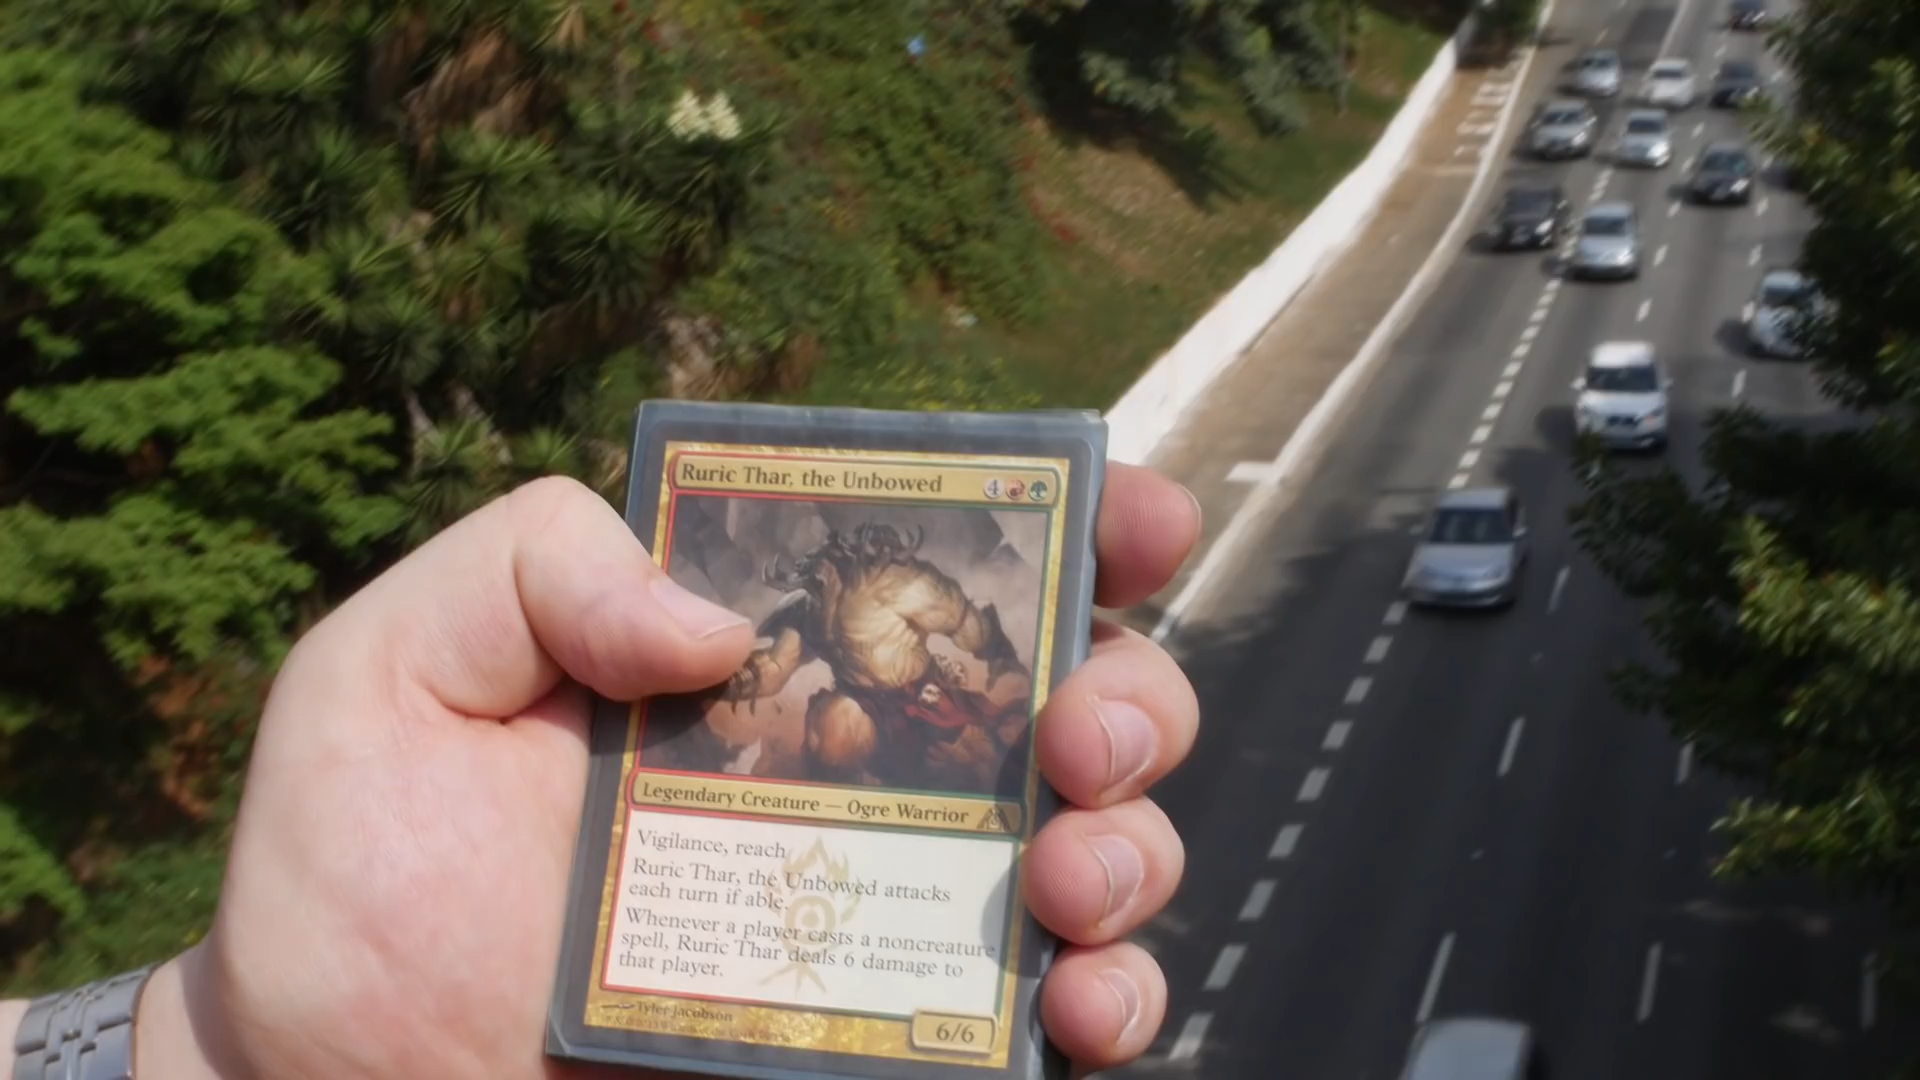 Ruric Thar, the Unbowed 4
Legendary Creature — Ogre Warrior
Vigilance, reach
Ruric Thar, the Unbowed attacks
each turn if able.
Whenever a player casts a noncreature
spell, Ruric Thar deals 6 damage to
that player.
Tyler Jacobson
6/6